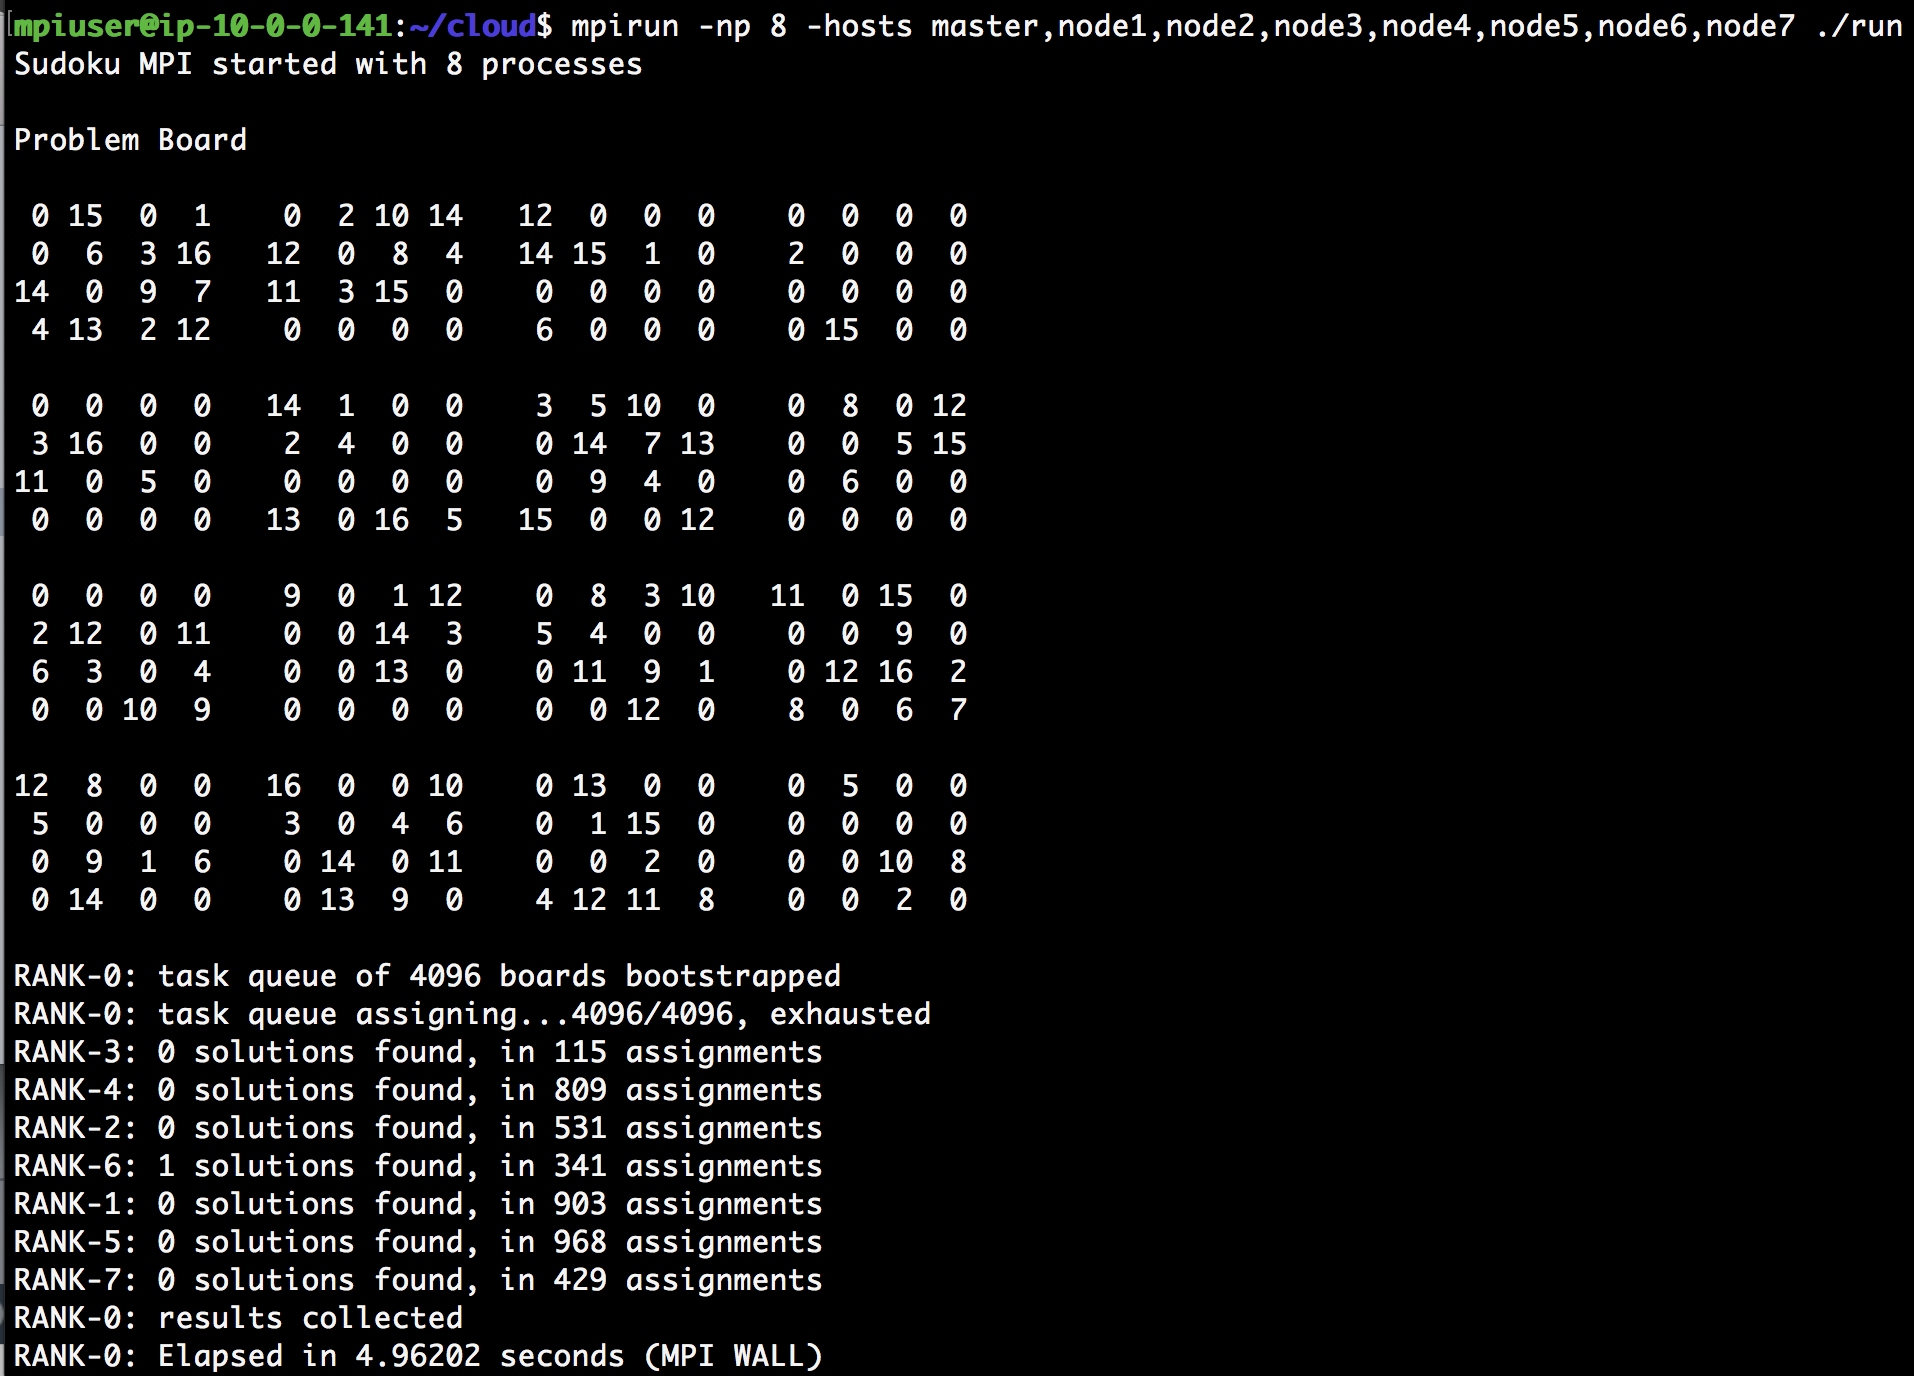 mpiuser@ip-10-0-0-141:~/cloud$ mpirun -np 8 -hosts master,node1,node2,node3,node4,node5,node6,node7 ./run
Sudoku MPI started with 8 processes
Problem Board
0 15 0 1 0 2 10 14 12 0 0 0 0 0 0 0
0 6 3 16 12 0 8 4 14 15 1 0 2 0 0 0
14 0 9 7 11 3 15 0 0 0 0 0 0 0 0 0
4 13 2 12 0 0 0 0 6 0 0 0 0 15 0 0
0 0 0 0 14 1 0 0 3 5 10 0 0 8 0 12
3 16 0 0 2 4 0 0 0 14 7 13 0 0 5 15
11 0 5 0 0 0 0 0 0 9 4 0 0 6 0 0
0 0 0 0 13 0 16 5 15 0 0 12 0 0 0 0
0 0 0 0 9 0 1 12 0 8 3 10 11 0 15 0
2 12 0 11 0 0 14 3 5 4 0 0 0 0 9 0
6 3 0 4 0 0 13 0 0 11 9 1 0 12 16 2
0 0 10 9 0 0 0 0 0 0 12 0 8 0 6 7
12 8 0 0 16 0 0 10 0 13 0 0 0 5 0 0
5 0 0 0 3 0 4 6 0 1 15 0 0 0 0 0
0 9 1 6 0 14 0 11 0 0 2 0 0 0 10 8
0 14 0 0 0 13 9 0 4 12 11 8 0 0 2 0
RANK-0: task queue of 4096 boards bootstrapped
RANK-0: task queue assigning...4096/4096, exhausted
RANK-3: 0 solutions found, in 115 assignments
RANK-4: 0 solutions found, in 809 assignments
RANK-2: 0 solutions found, in 531 assignments
RANK-6: 1 solutions found, in 341 assignments
RANK-1: 0 solutions found, in 903 assignments
RANK-5: 0 solutions found, in 968 assignments
RANK-7: 0 solutions found, in 429 assignments
RANK-0: results collected
RANK-0: Elapsed in 4.96202 seconds (MPI WALL)